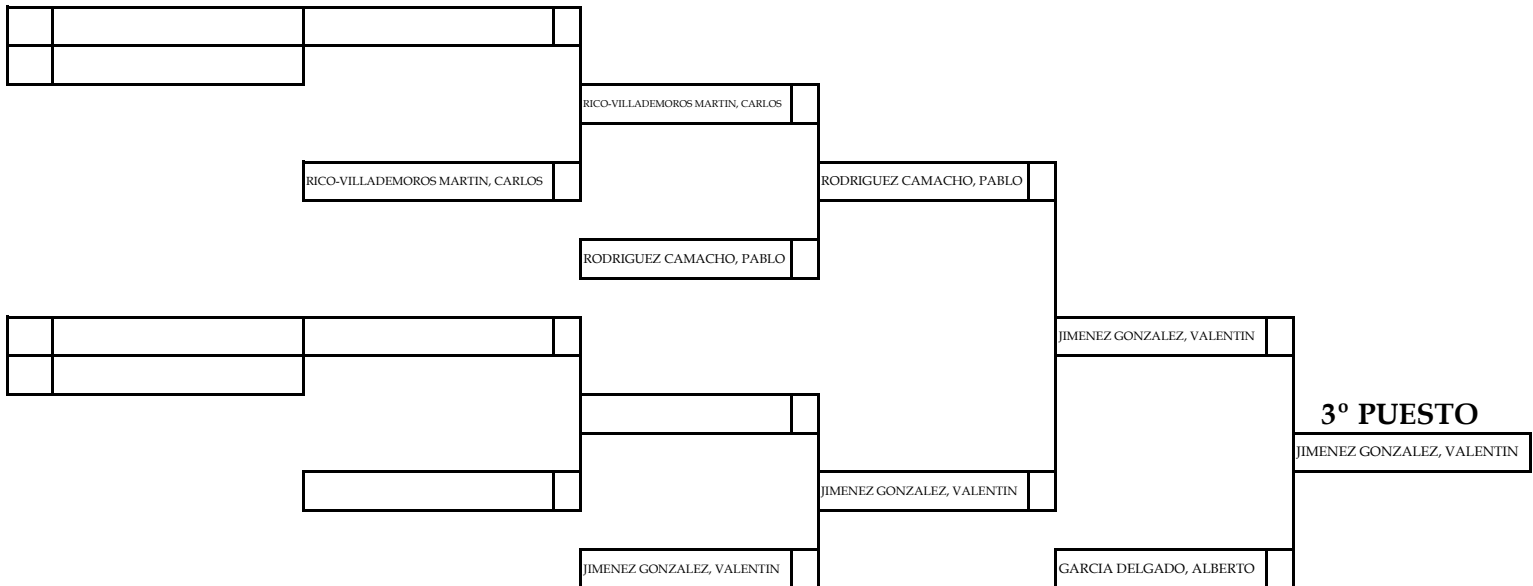 RICO-VILLADEMOROS MARTIN, CARLOS
RICO-VILLADEMOROS MARTIN, CARLOS
RODRIGUEZ CAMACHO, PABLO
RODRIGUEZ CAMACHO, PABLO
JIMENEZ GONZALEZ, VALENTIN
3º PUESTO
JIMENEZ GONZALEZ, VALENTIN
JIMENEZ GONZALEZ, VALENTIN
JIMENEZ GONZALEZ, VALENTIN
GARCIA DELGADO, ALBERTO